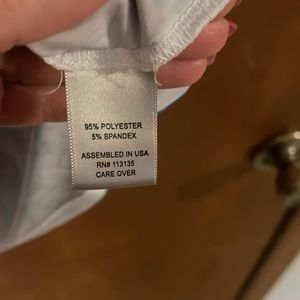 95% POLYESTER
5% SPANDEX
ASSEMBLED IN USA
RN# 113135
CARE OVER